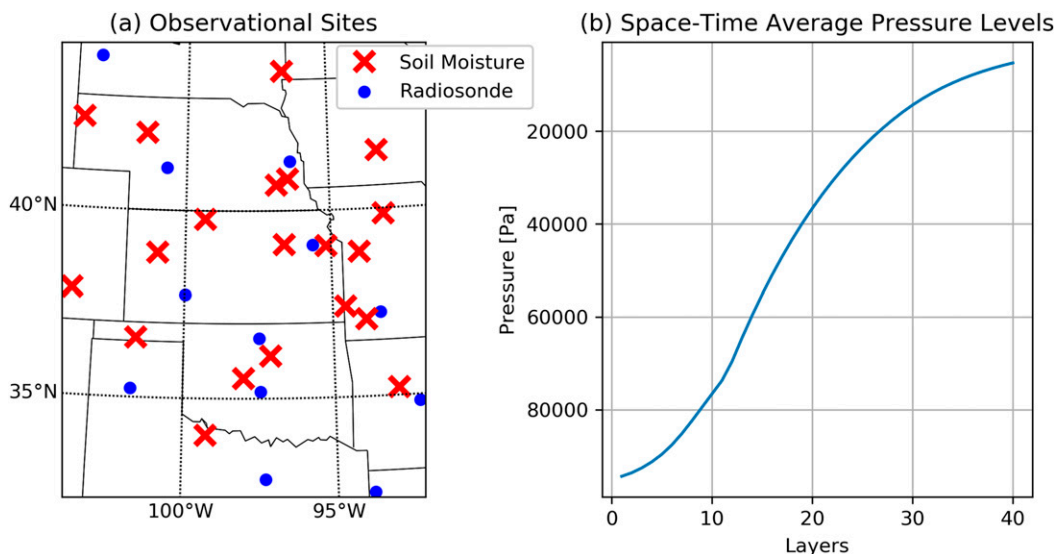 (a) Observational Sites
Soil Moisture
Radiosonde
40°N
35°N
100°W
95°W
(b) Space-Time Average Pressure Levels
Pressure [Pa]
20000
40000
60000
80000
0
10
20
30
40
Layers